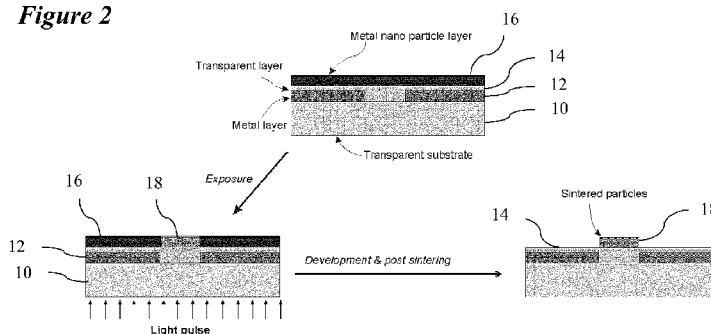 Figure 2
Metal nano particle layer
16
Transparent layer
14
12
Metal layer
10
Transparent substrate
Exposure
16
18
12
10
Light pulse
Development & post sintering
Sintered particles
14